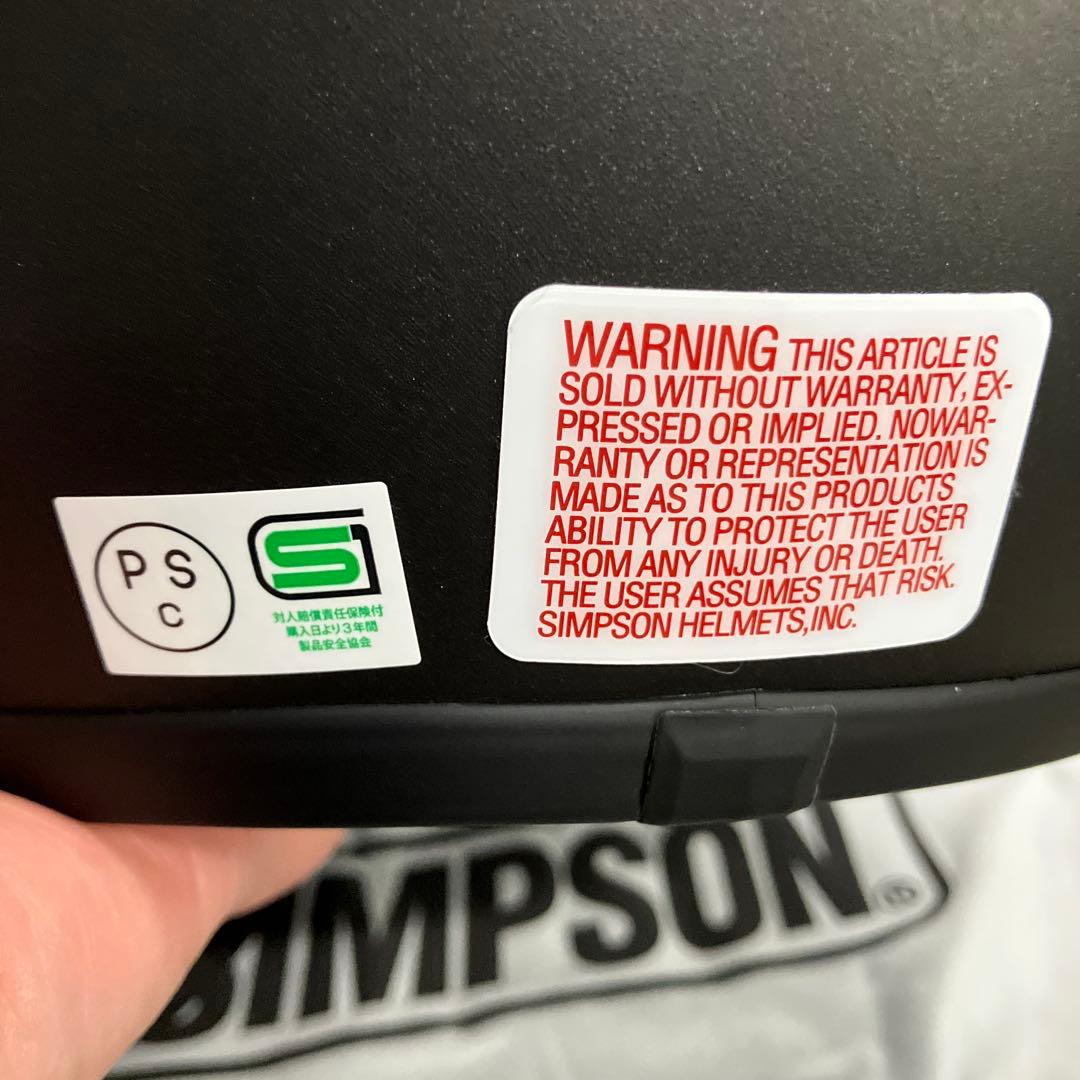 WARNING THIS ARTICLE IS
SOLD WITHOUT WARRANTY, EX-
PRESSED OR IMPLIED. NOWAR-
RANTY OR REPRESENTATION IS
MADE AS TO THIS PRODUCTS
ABILITY TO PROTECT THE USER
FROM ANY INJURY OR DEATH.
THE USER ASSUMES THAT RISK.
SIMPSON HELMETS,INC.
P S
C
S
対人賠償責任保険付
購入日より3年間
製品安全協会
SIMPSON ®